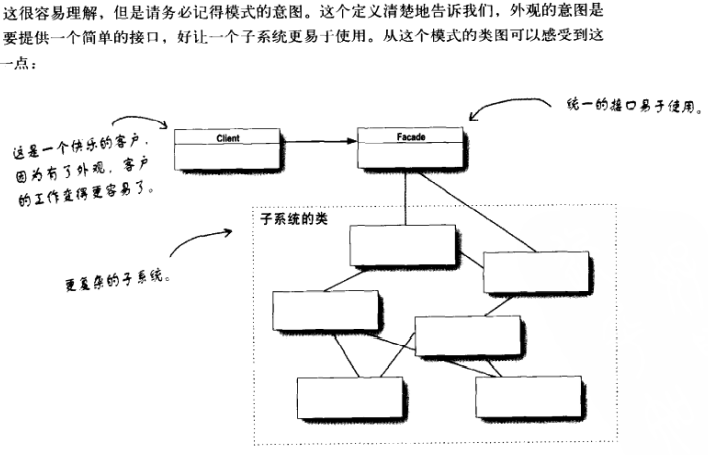 这很容易理解，但是请务必记得模式的意图。这个定义清楚地告诉我们，外观的意图是
要提供一个简单的接口，好让一个子系统更易于使用。从这个模式的类图可以感受到这
一点：
统一的接口易于使用。
Client
Facade
这是一个快乐的客户，
因为有了外观，客户
的工作变得更容易了。
子系统的类
更复杂的子系统。